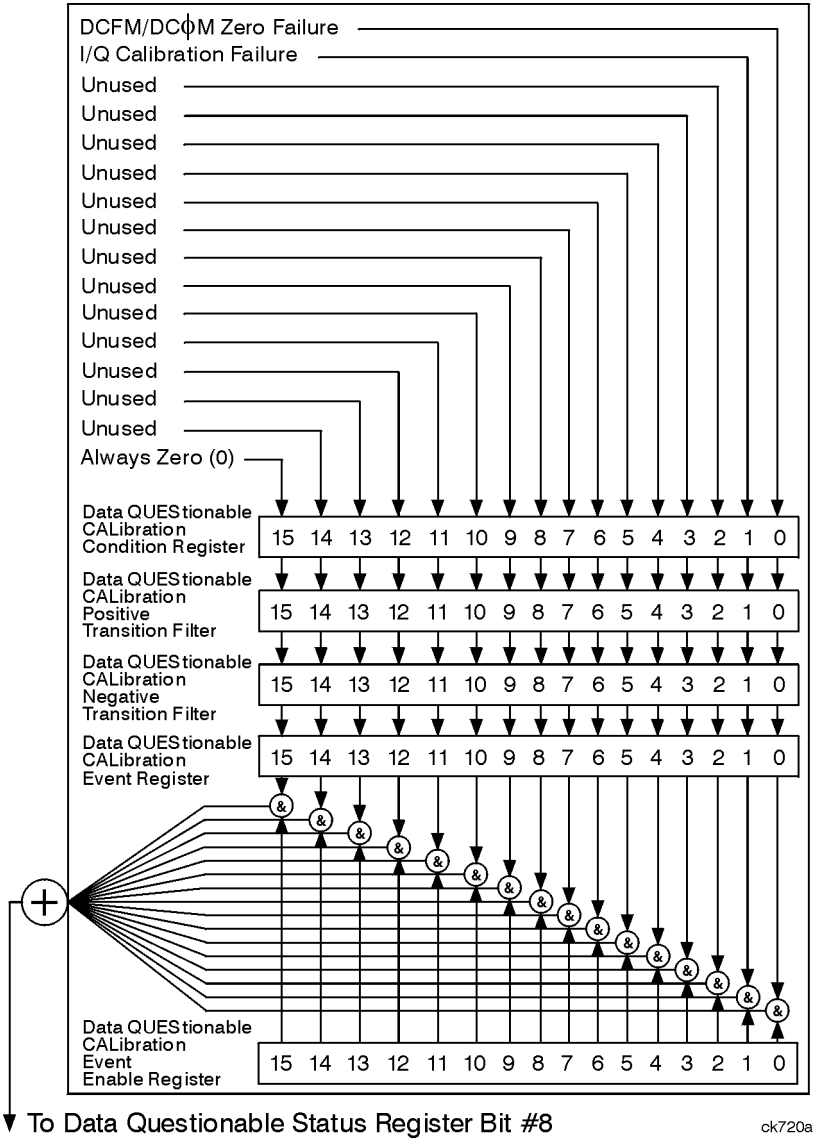 DCFM/DCΦM Zero Failure
I/Q Calibration Failure
Unused
Unused
Unused
Unused
Unused
Unused
Unused
Unused
Unused
Unused
Unused
Unused
Unused
Always Zero (0)
Data QUEStionable
CALibration
Condition Register
15 14 13 12 11 10 9 8 7 6 5 4 3 2 1 0
Data QUEStionable
CALibration
Positive
Transition Filter
15 14 13 12 11 10 9 8 7 6 5 4 3 2 1 0
Data QUEStionable
CALibration
Negative
Transition Filter
15 14 13 12 11 10 9 8 7 6 5 4 3 2 1 0
Data QUEStionable
CALibration
Event Register
15 14 13 12 11 10 9 8 7 6 5 4 3 2 1 0
& & & & & & & & & & & & & & & &
+
Data QUEStionable
CALibration
Event
Enable Register
15 14 13 12 11 10 9 8 7 6 5 4 3 2 1 0
To Data Questionable Status Register Bit #8
ck720a